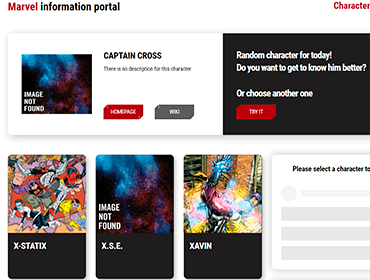 Marvel information portal
Character
CAPTAIN CROSS
There is no description for this character
IMAGE
NOT
FOUND
HOMEPAGE
WIKI
Random character for today!
Do you want to get to know him better?
Or choose another one
TRY IT
IMAGE
NOT
FOUND
X-STATIX
X.S.E.
XAVIN
Please select a character to